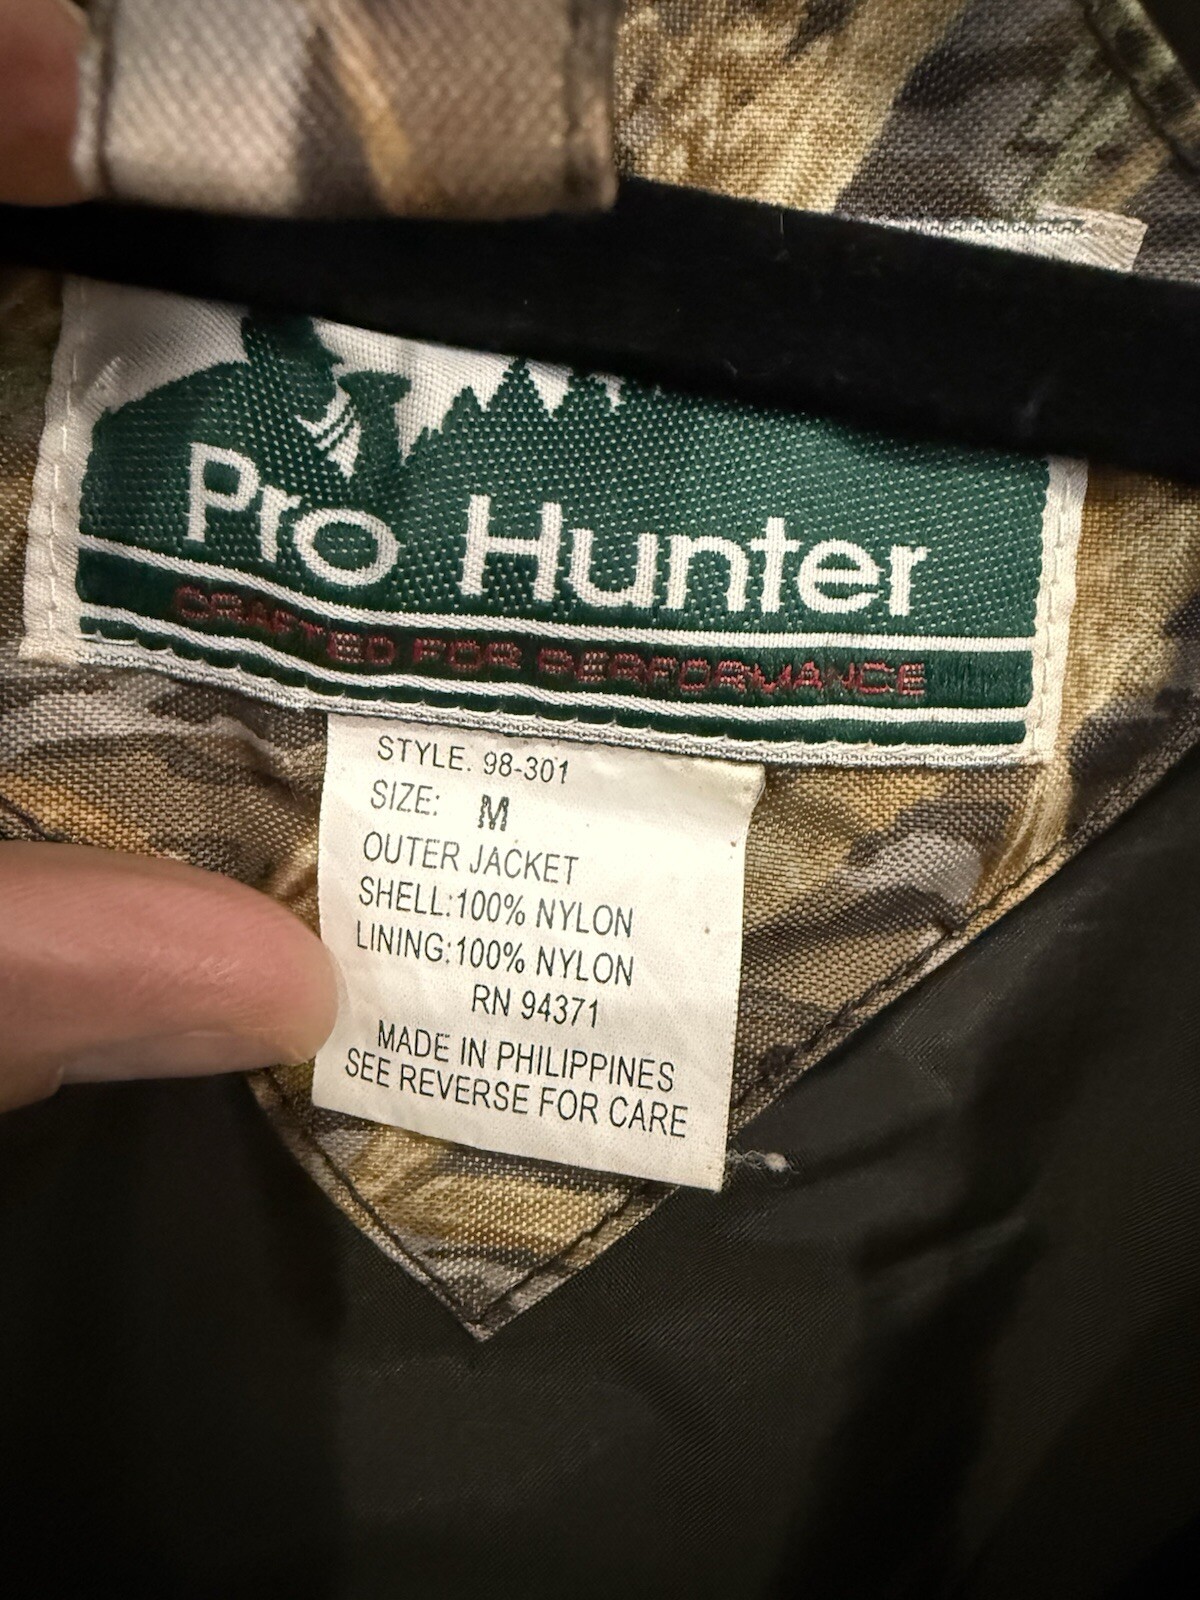 Pro Hunter
CRAFTED FOR PERFORMANCE
STYLE. 98-301
SIZE: M
OUTER JACKET
SHELL:100% NYLON
LINING:100% NYLON
RN 94371
MADE IN PHILIPPINES
SEE REVERSE FOR CARE